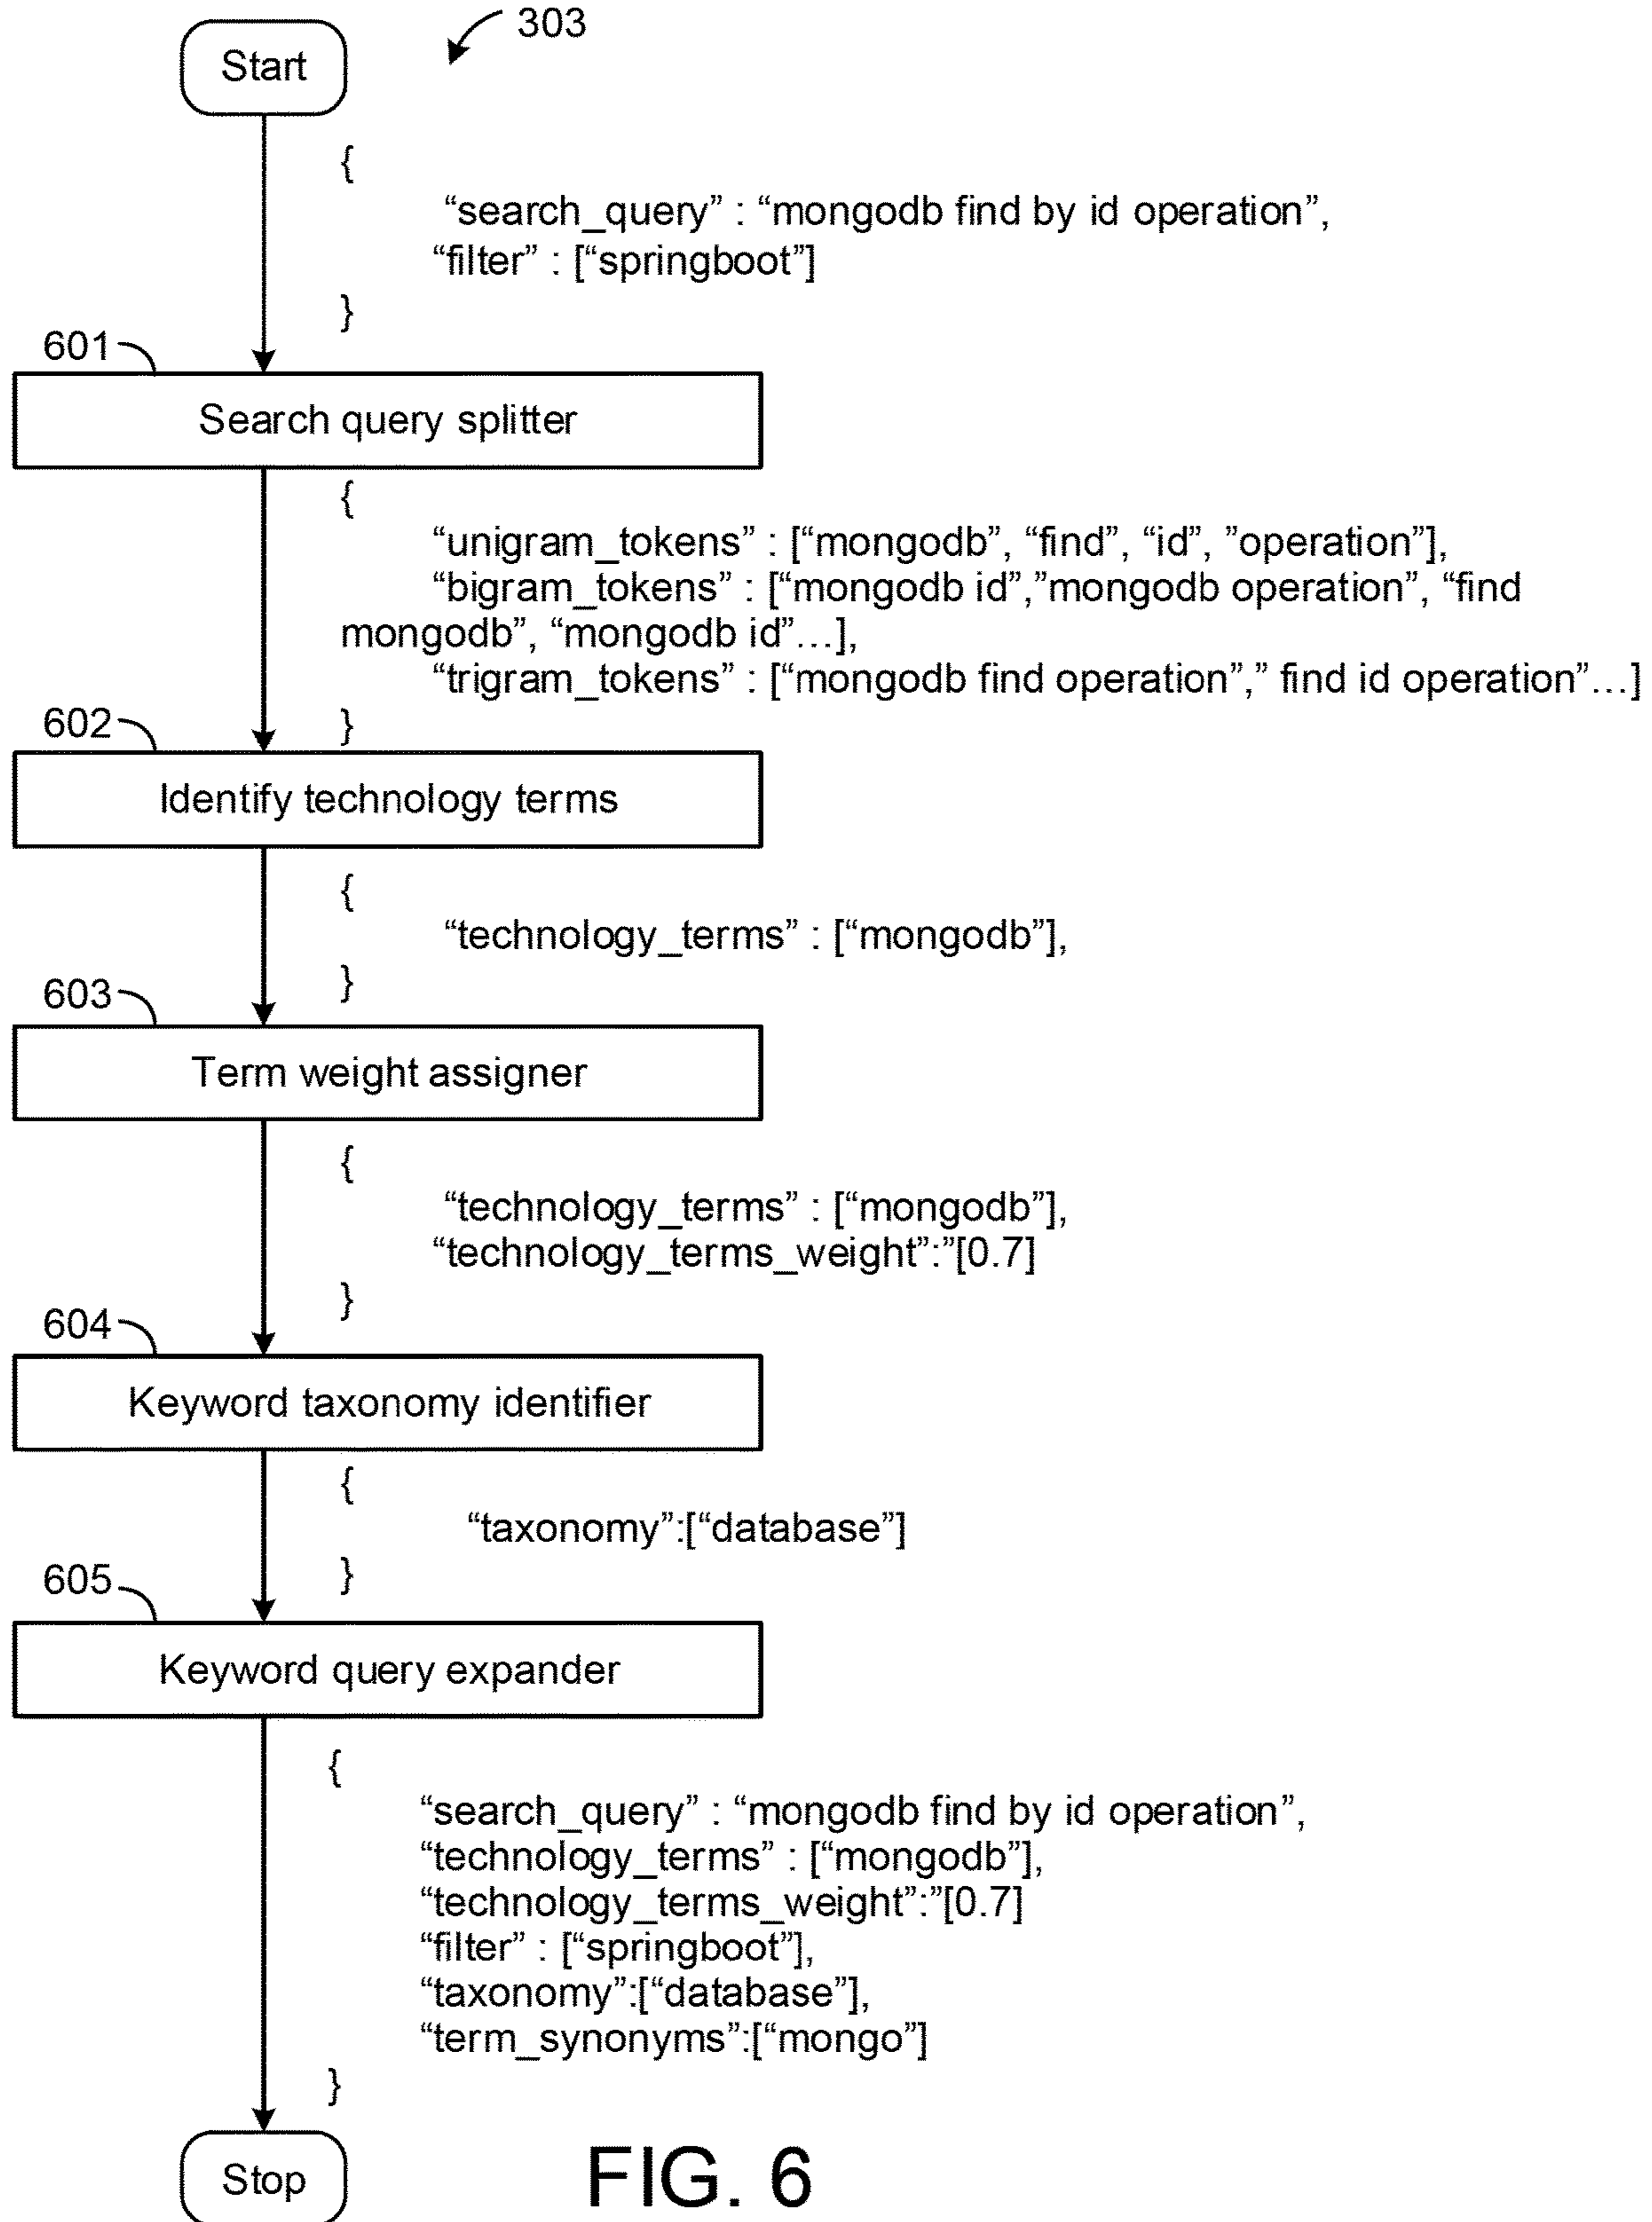 303
Start
{
“search_query” : “mongodb find by id operation”,
“filter” : [“springboot”]
}
601
Search query splitter
{
“unigram_tokens” : [“mongodb”, “find”, “id”, ”operation”],
“bigram_tokens” : [“mongodb id”,”mongodb operation”, “find
mongodb”, “mongodb id”...],
“trigram_tokens” : [“mongodb find operation”,” find id operation”...]
}
602
Identify technology terms
{
“technology_terms” : [“mongodb”],
}
603
Term weight assigner
{
“technology_terms” : [“mongodb”],
“technology_terms_weight”:”[0.7]
}
604
Keyword taxonomy identifier
{
“taxonomy”:[“database”]
}
605
Keyword query expander
{
“search_query” : “mongodb find by id operation”,
“technology_terms” : [“mongodb”],
“technology_terms_weight”:”[0.7]
“filter” : [“springboot”],
“taxonomy”:[“database”],
“term_synonyms”:[“mongo”]
}
Stop
FIG. 6